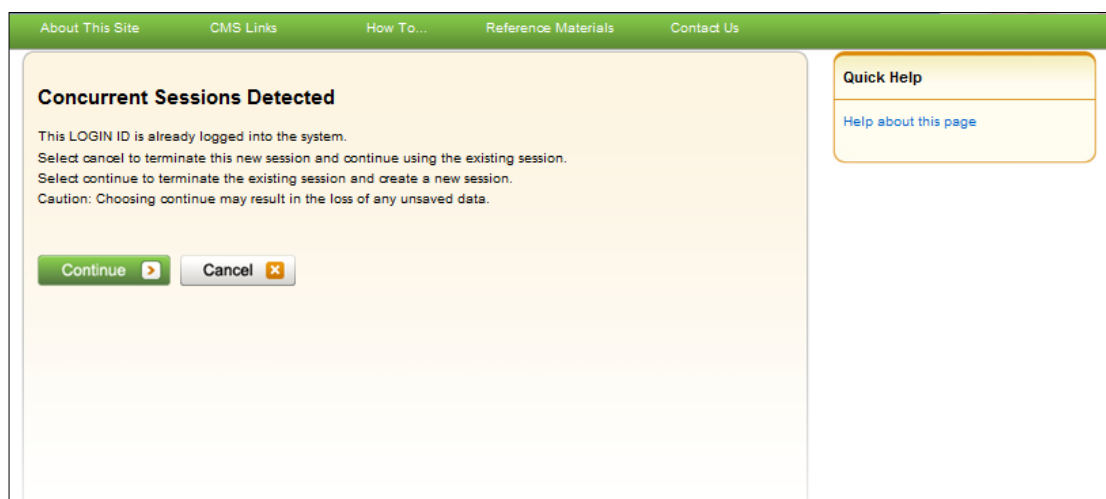 About This Site CMS Links How To... Reference Materials Contact Us
Concurrent Sessions Detected
This LOGIN ID is already logged into the system.
Select cancel to terminate this new session and continue using the existing session.
Select continue to terminate the existing session and create a new session.
Caution: Choosing continue may result in the loss of any unsaved data.
Continue Cancel
Quick Help
Help about this page